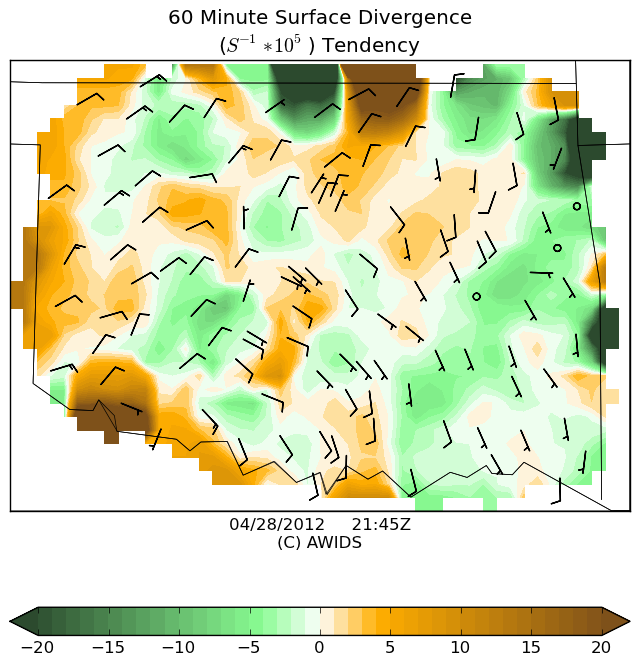 60 Minute Surface Divergence
(S⁻¹ *10⁵ ) Tendency
04/28/2012 21:45Z
(C) AWIDS
−20 −15 −10 −5 0 5 10 15 20